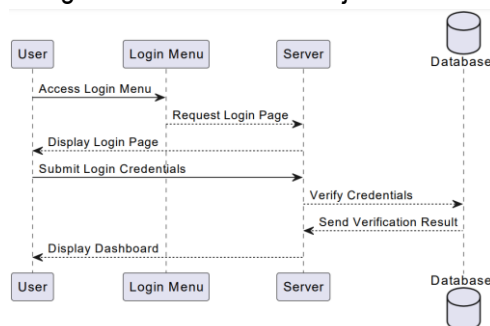 User Login Menu Server Database
Access Login Menu
Request Login Page
Display Login Page
Submit Login Credentials
Verify Credentials
Send Verification Result
Display Dashboard
User Login Menu Server Database